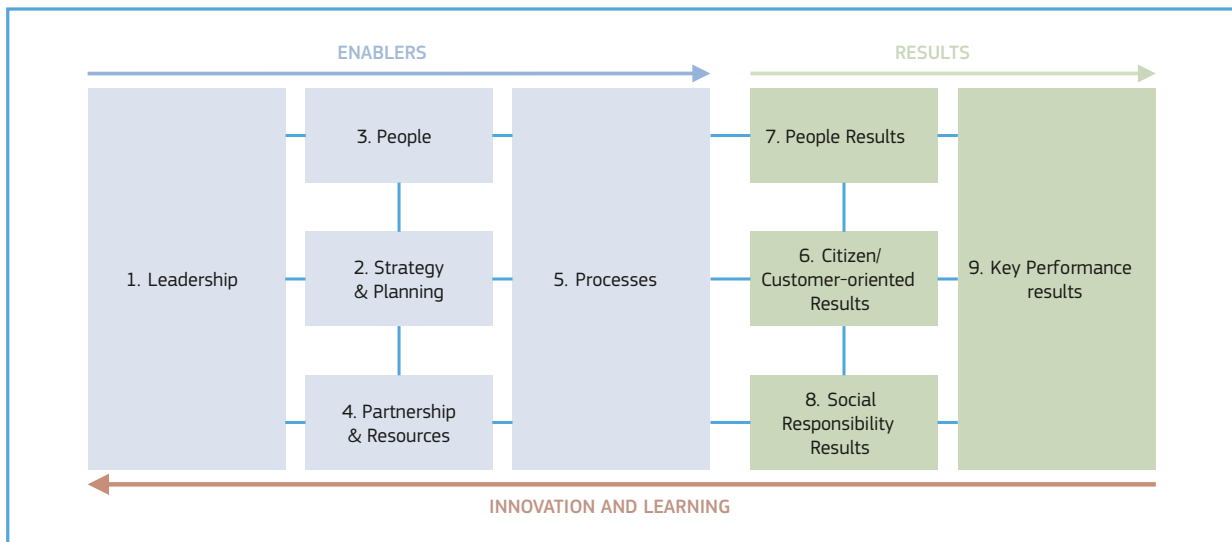 ENABLERS
RESULTS
3. People
7. People Results
1. Leadership
2. Strategy
& Planning
5. Processes
6. Citizen/
Customer-oriented
Results
9. Key Performance
results
4. Partnership
& Resources
8. Social
Responsibility
Results
INNOVATION AND LEARNING